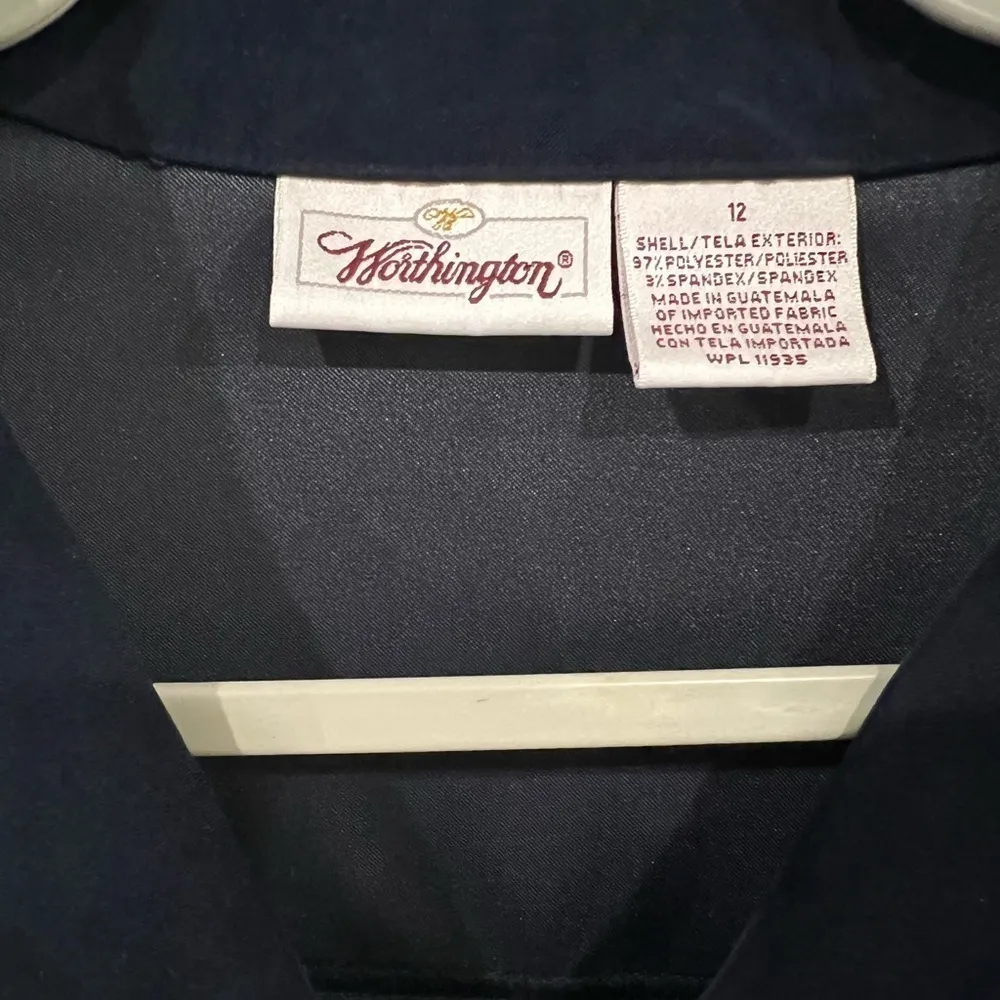 Worthington®
12
SHELL/TELA EXTERIOR:
97% POLYESTER/POLIESTER
3% SPANDEX/SPANDEX
MADE IN GUATEMALA
OF IMPORTED FABRIC
HECHO EN GUATEMALA
CON TELA IMPORTADA
WPL 11935